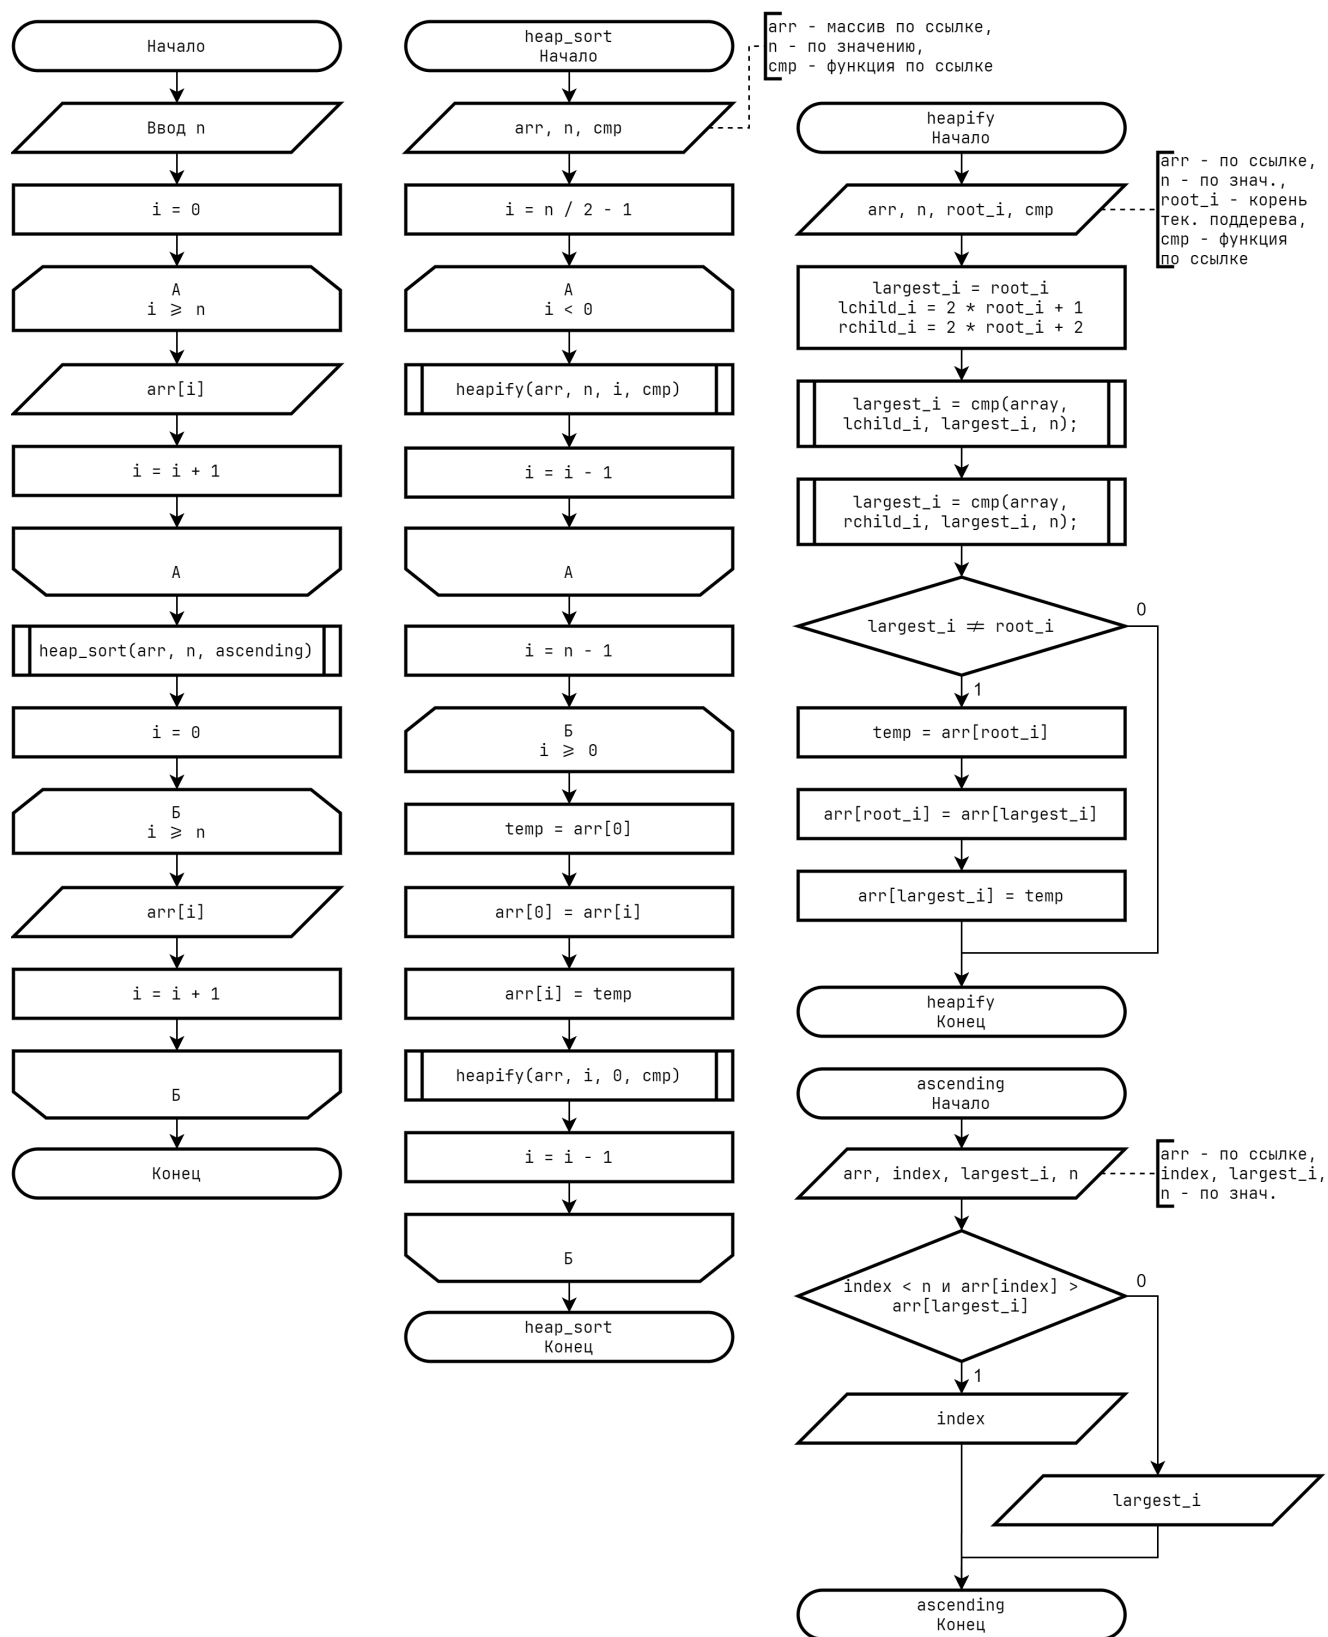 Начало
Ввод n
i = 0
А
i ⩾ n
arr[i]
i = i + 1
А
heap_sort(arr, n, ascending)
i = 0
Б
i ⩾ n
arr[i]
i = i + 1
Б
Конец
heap_sort
Начало
arr - массив по ссылке,
n - по значению,
cmp - функция по ссылке
arr, n, cmp
i = n / 2 - 1
А
i < 0
heapify(arr, n, i, cmp)
i = i - 1
А
i = n - 1
Б
i ⩾ 0
temp = arr[0]
arr[0] = arr[i]
arr[i] = temp
heapify(arr, i, 0, cmp)
i = i - 1
Б
heap_sort
Конец
heapify
Начало
arr - по ссылке,
n - по знач.,
root_i - корень
тек. поддерева,
cmp - функция
по ссылке
arr, n, root_i, cmp
largest_i = root_i
lchild_i = 2 * root_i + 1
rchild_i = 2 * root_i + 2
largest_i = cmp(array,
lchild_i, largest_i, n);
largest_i = cmp(array,
rchild_i, largest_i, n);
largest_i ≠ root_i
0
1
temp = arr[root_i]
arr[root_i] = arr[largest_i]
arr[largest_i] = temp
heapify
Конец
ascending
Начало
arr - по ссылке,
index, largest_i,
n - по знач.
arr, index, largest_i, n
index < n и arr[index] >
arr[largest_i]
0
1
index
largest_i
ascending
Конец